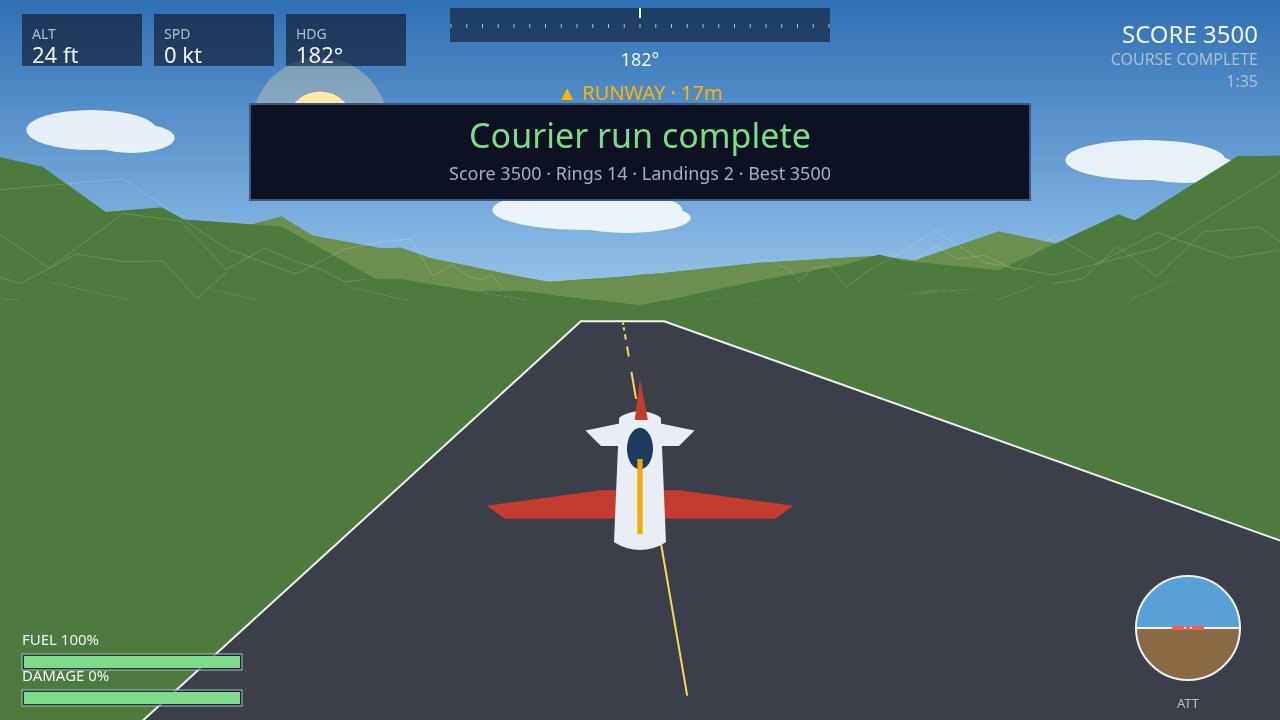 ALT
24 ft
SPD
0 kt
HDG
182°
182°
▲ RUNWAY · 17m
SCORE 3500
COURSE COMPLETE
1:35
Courier run complete
Score 3500 · Rings 14 · Landings 2 · Best 3500
FUEL 100%
DAMAGE 0%
ATT